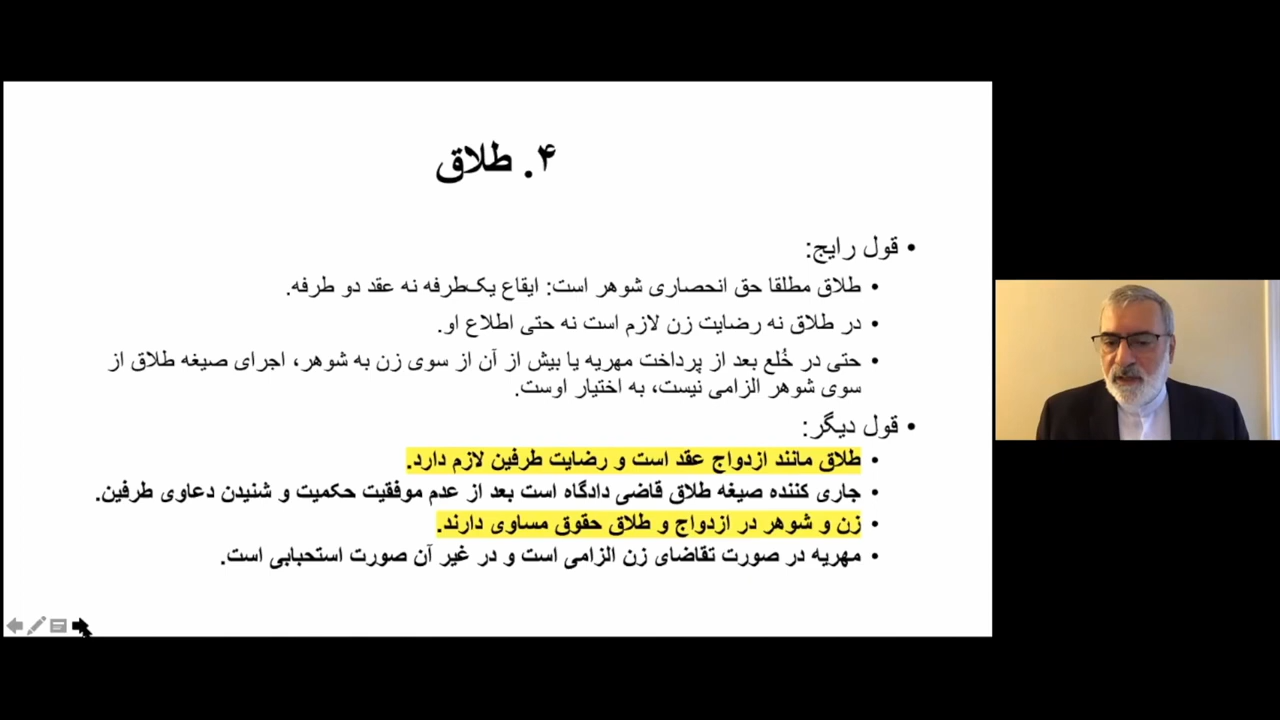 ۴. طلاق
• قول رایج:
• طلاق مطلقا حق انحصاری شوهر است: ایقاع یک‌طرفه نه عقد دو طرفه.
• در طلاق نه رضایت زن لازم است نه حتی اطلاع او.
• حتی در خُلع بعد از پرداخت مهریه یا بیش از آن از سوی زن به شوهر، اجرای صیغه طلاق از
سوی شوهر الزامی نیست، به اختیار اوست.
• قول دیگر:
• طلاق مانند ازدواج عقد است و رضایت طرفین لازم دارد.
• جاری کننده صیغه طلاق قاضی دادگاه است بعد از عدم موفقیت حکمیت و شنیدن دعاوی طرفین.
• زن و شوهر در ازدواج و طلاق حقوق مساوی دارند.
• مهریه در صورت تقاضای زن الزامی است و در غیر آن صورت استحبابی است.